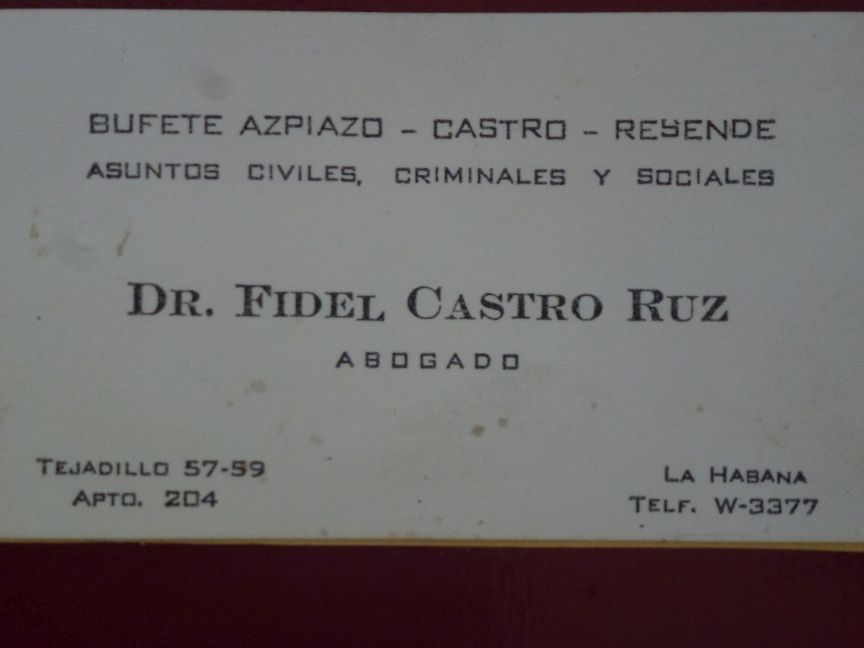 BUFETE AZPIAZO - CASTRO - RESENDE
ASUNTOS CIVILES, CRIMINALES Y SOCIALES
DR. FIDEL CASTRO RUZ
ABOGADO
TEJADILLO 57-59
APTO. 204
LA HABANA
TELF. W-3377